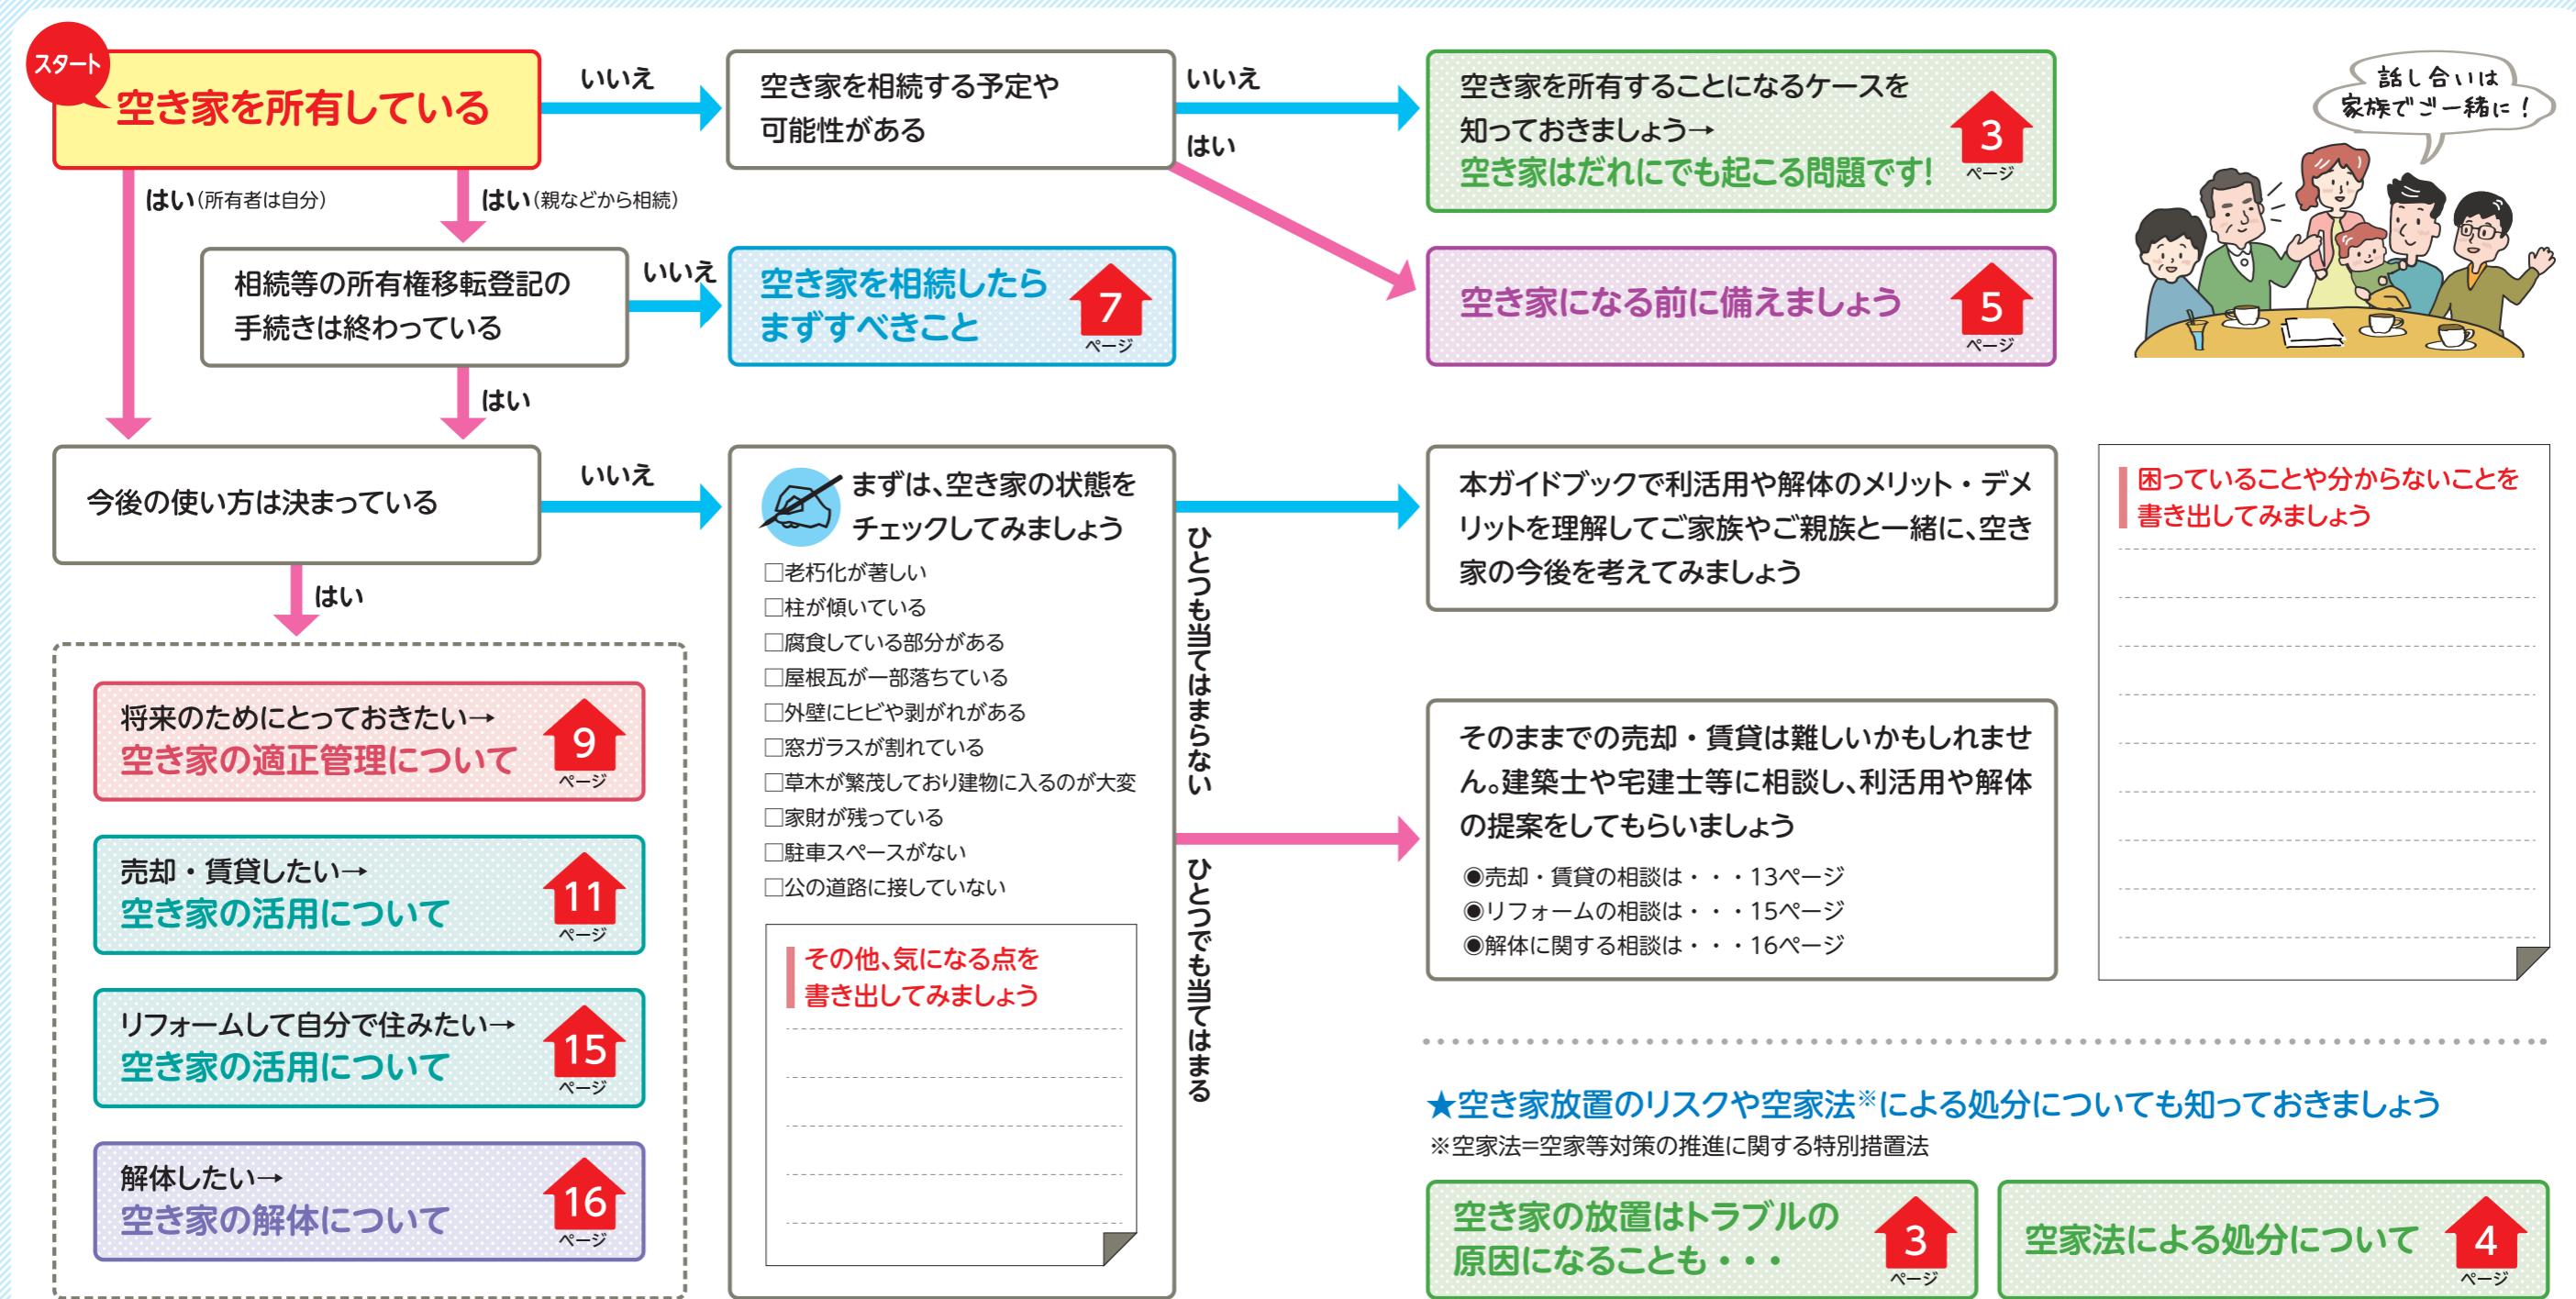 スタート
空き家を所有している
いいえ
空き家を相続する予定や
可能性がある
いいえ
はい
空き家を所有することになるケースを
知っておきましょう→
空き家はだれにでも起こる問題です!
3
ページ
話し合いは
家族でご一緒に!
はい(所有者は自分)
はい(親などから相続)
相続等の所有権移転登記の
手続きは終わっている
いいえ
空き家を相続したら
まずすべきこと
7
ページ
空き家になる前に備えましょう
5
ページ
はい
今後の使い方は決まっている
いいえ
はい
まずは、空き家の状態を
チェックしてみましょう
□老朽化が著しい
□柱が傾いている
□腐食している部分がある
□屋根瓦が一部落ちている
□外壁にヒビや剥がれがある
□窓ガラスが割れている
□草木が繁茂しており建物に入るのが大変
□家財が残っている
□駐車スペースがない
□公の道路に接していない
その他、気になる点を
書き出してみましょう
ひとつも当てはまらない
ひとつでも当てはまる
本ガイドブックで利活用や解体のメリット・デメ
リットを理解してご家族やご親族と一緒に、空き
家の今後を考えてみましょう
そのままでの売却・賃貸は難しいかもしれませ
ん。建築士や宅建士等に相談し、利活用や解体
の提案をしてもらいましょう
◉売却・賃貸の相談は・・・13ページ
◉リフォームの相談は・・・15ページ
◉解体に関する相談は・・・16ページ
困っていることや分からないことを
書き出してみましょう
将来のためにとっておきたい→
空き家の適正管理について
9
ページ
売却・賃貸したい→
空き家の活用について
11
ページ
リフォームして自分で住みたい→
空き家の活用について
15
ページ
解体したい→
空き家の解体について
16
ページ
★空き家放置のリスクや空家法※による処分についても知っておきましょう
※空家法=空家等対策の推進に関する特別措置法
空き家の放置はトラブルの
原因になることも・・・
3
ページ
空家法による処分について
4
ページ